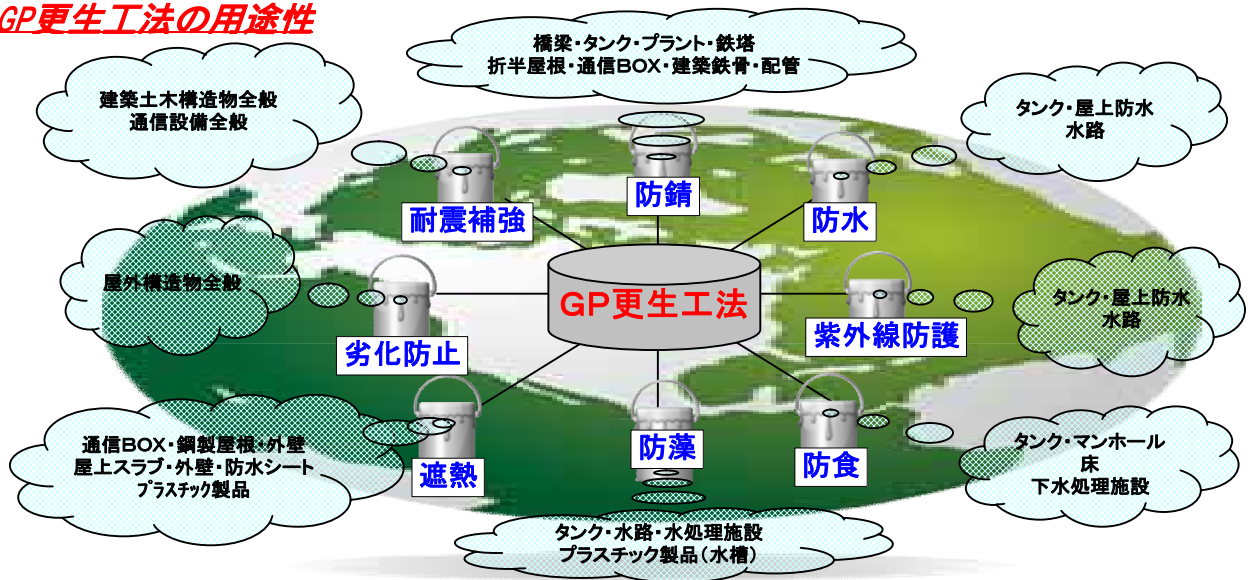 GP更生工法の用途性
橋梁・タンク・プラント・鉄塔
折半屋根・通信BOX・建築鉄骨・配管
建築土木構造物全般
通信設備全般
タンク・屋上防水
水路
耐震補強
防錆
防水
屋外構造物全般
GP更生工法
タンク・屋上防水
水路
劣化防止
紫外線防護
通信BOX・鋼製屋根・外壁
屋上スラブ・外壁・防水シート
プラスチック製品
遮熱
防藻
防食
タンク・マンホール
床
下水処理施設
タンク・水路・水処理施設
プラスチック製品(水槽)